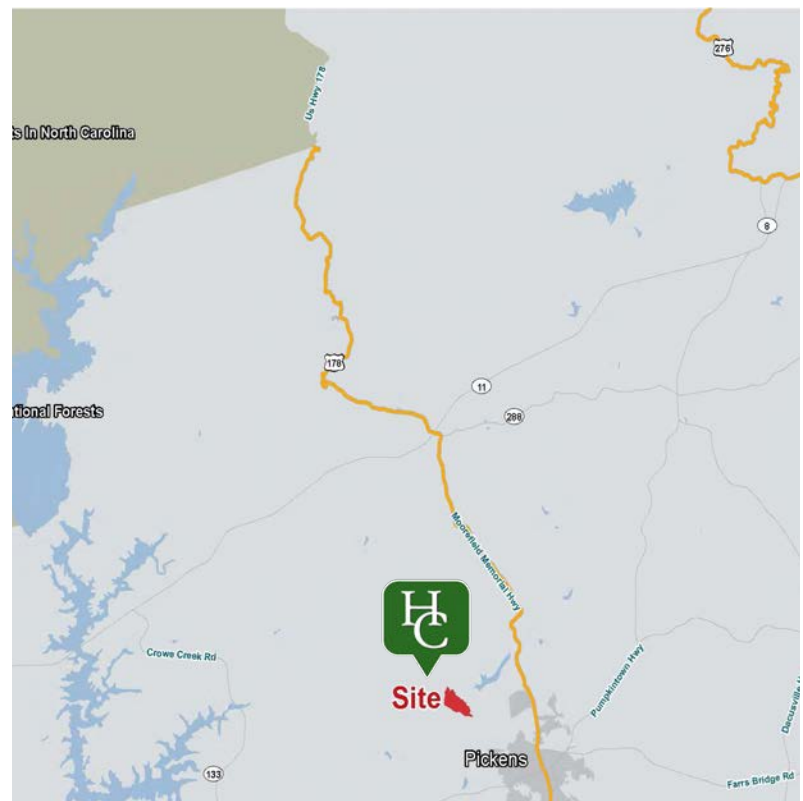 276
Us Hwy 178
s In North Carolina
8
178
11
288
tional Forests
Moorefield Memorial Hwy
HC
Crowe Creek Rd
Pumpkintown Hwy
Site
Dacusville
Pickens
133
Farrs Bridge Rd